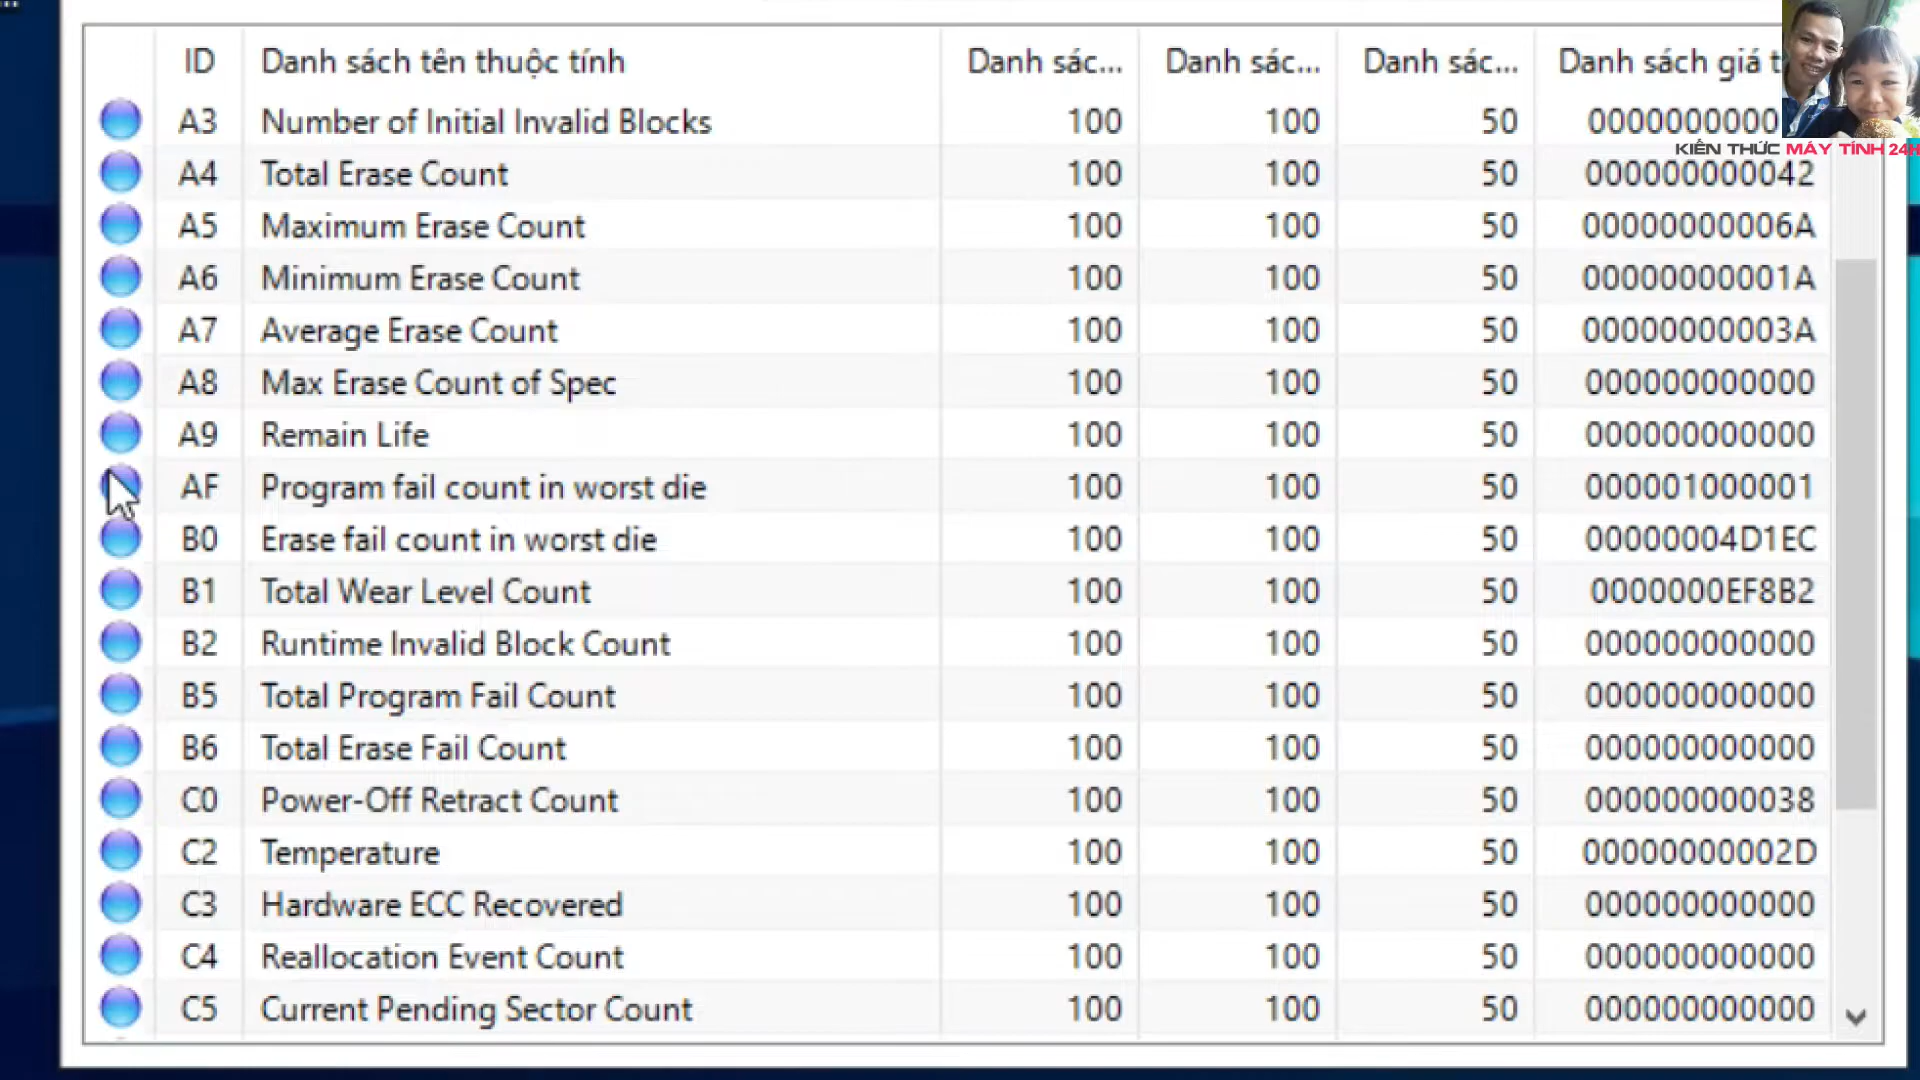 ID Danh sách tên thuộc tính Danh sác... Danh sác... Danh sác... Danh sách giá t
A3 Number of Initial Invalid Blocks 100 100 50 0000000000
KIẾN THỨC MÁY TÍNH 24H
A4 Total Erase Count 100 100 50 000000000042
A5 Maximum Erase Count 100 100 50 00000000006A
A6 Minimum Erase Count 100 100 50 00000000001A
A7 Average Erase Count 100 100 50 00000000003A
A8 Max Erase Count of Spec 100 100 50 000000000000
A9 Remain Life 100 100 50 000000000000
AF Program fail count in worst die 100 100 50 000001000001
B0 Erase fail count in worst die 100 100 50 00000004D1EC
B1 Total Wear Level Count 100 100 50 0000000EF8B2
B2 Runtime Invalid Block Count 100 100 50 000000000000
B5 Total Program Fail Count 100 100 50 000000000000
B6 Total Erase Fail Count 100 100 50 000000000000
C0 Power-Off Retract Count 100 100 50 000000000038
C2 Temperature 100 100 50 00000000002D
C3 Hardware ECC Recovered 100 100 50 000000000000
C4 Reallocation Event Count 100 100 50 000000000000
C5 Current Pending Sector Count 100 100 50 000000000000